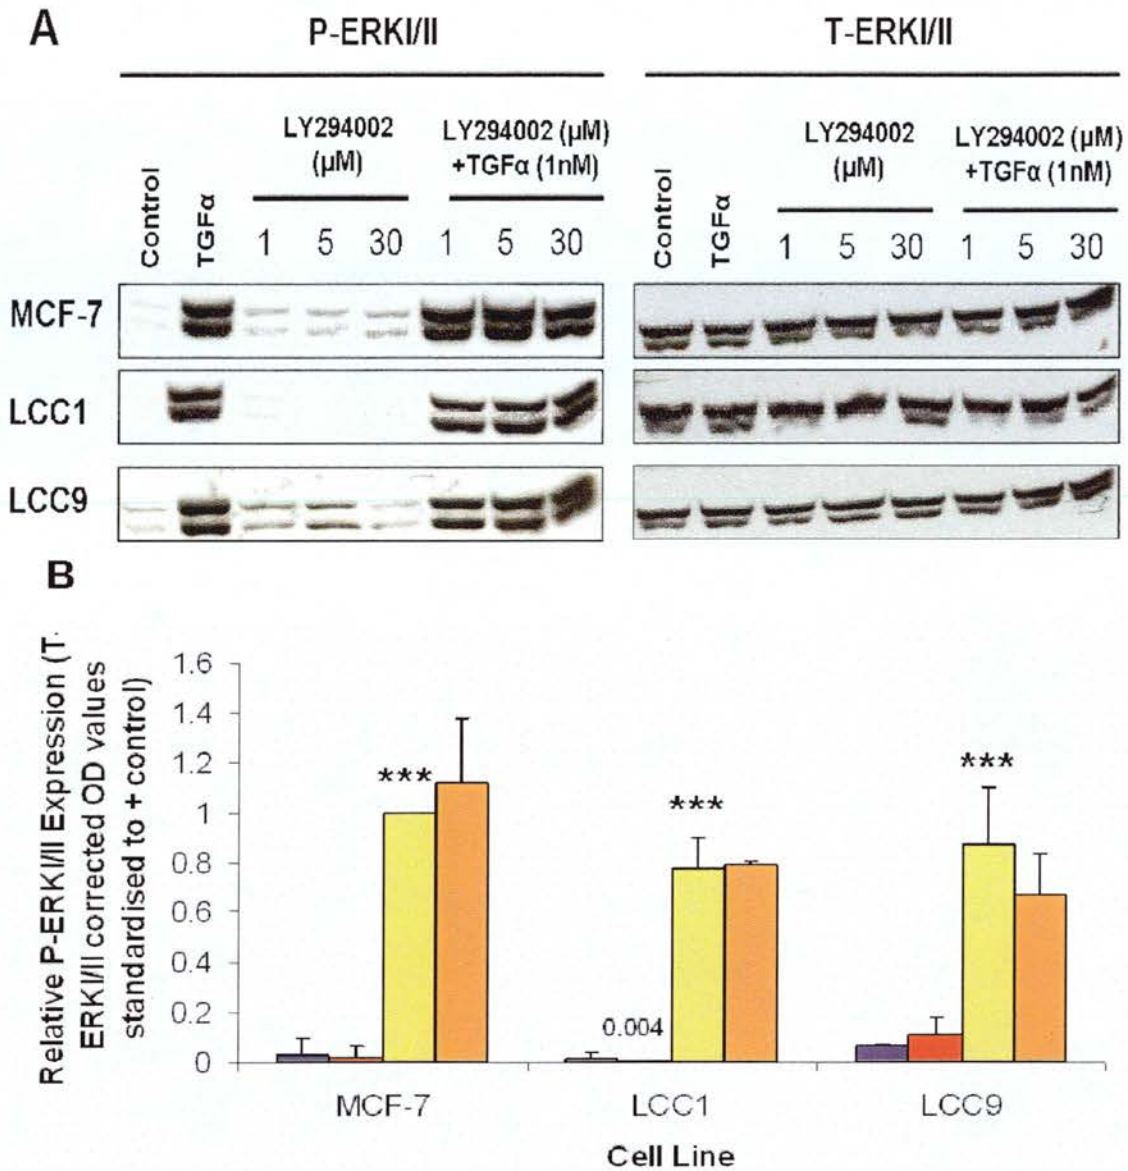 A
P-ERKI/II
T-ERKI/II
Control
TGFα
LY294002
(µM)
1 5 30
LY294002 (µM)
+TGFα (1nM)
1 5 30
Control
TGFα
LY294002
(µM)
1 5 30
LY294002 (µM)
+TGFα (1nM)
1 5 30
MCF-7
LCC1
LCC9
B
Relative P-ERKI/II Expression (T-
ERKI/II corrected OD values
standardised to + control)
1.6
1.4
1.2
1
0.8
0.6
0.4
0.2
0
***
0.004
***
***
MCF-7 LCC1 LCC9
Cell Line